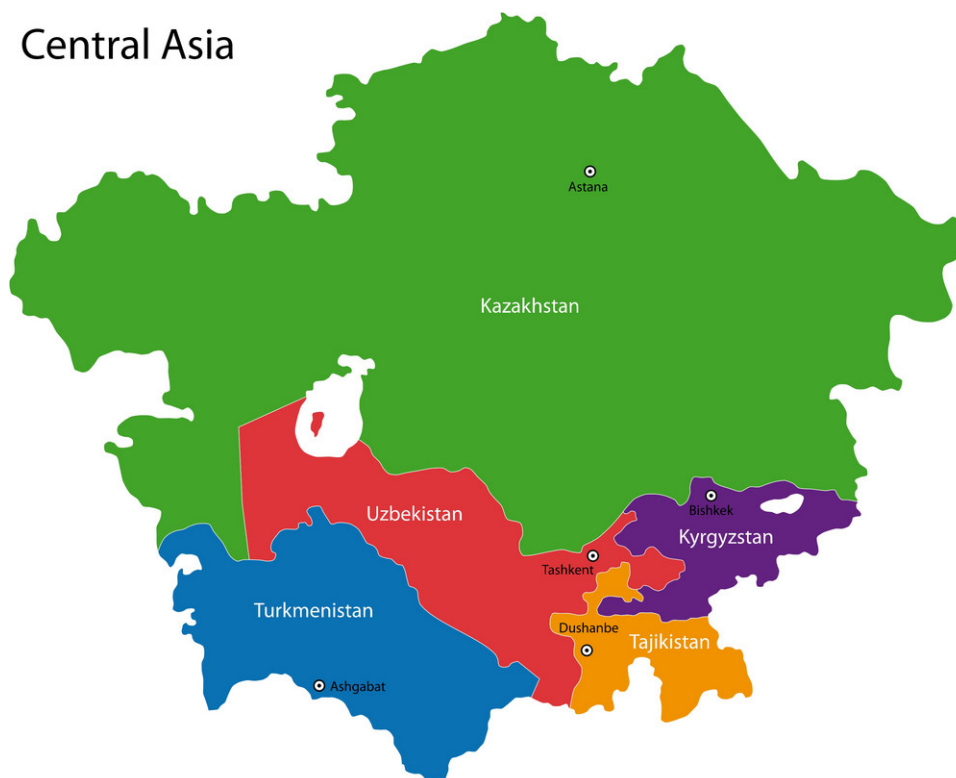 Central Asia
Astana
Kazakhstan
Bishkek
Uzbekistan
Kyrgyzstan
Tashkent
Turkmenistan
Dushanbe
Tajikistan
Ashgabat